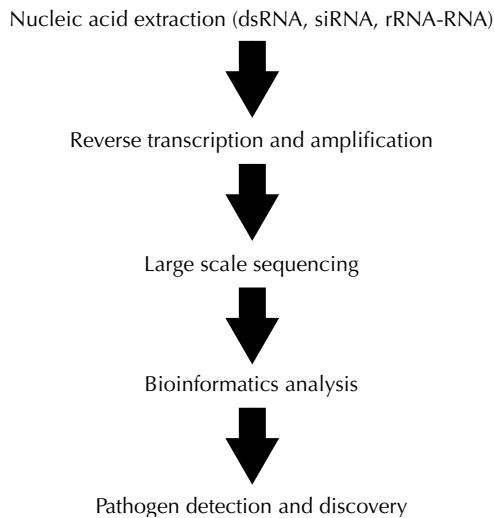 Nucleic acid extraction (dsRNA, siRNA, rRNA-RNA)
Reverse transcription and amplification
Large scale sequencing
Bioinformatics analysis
Pathogen detection and discovery